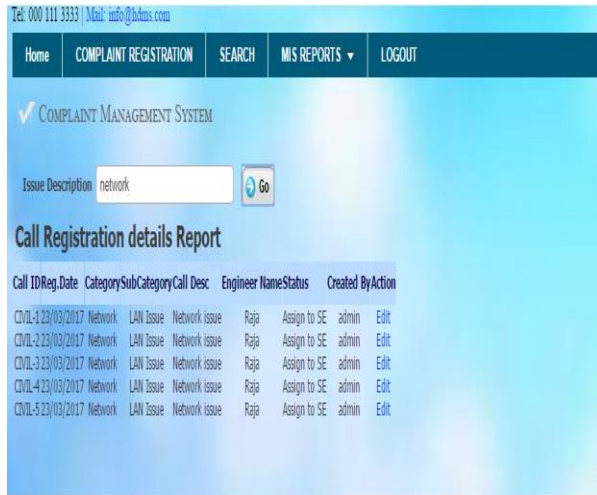 Tel: 000 111 3333 | Mail: info@hdms.com
Home COMPLAINT REGISTRATION SEARCH MIS REPORTS ▾ LOGOUT
COMPLAINT MANAGEMENT SYSTEM
Issue Description network Go
Call Registration details Report
Call ID Reg.Date Category SubCategory Call Desc Engineer Name Status Created By Action
CIVIL-1 23/03/2017 Network LAN Issue Network issue Raja Assign to SE admin Edit
CIVIL-2 23/03/2017 Network LAN Issue Network issue Raja Assign to SE admin Edit
CIVIL-3 23/03/2017 Network LAN Issue Network issue Raja Assign to SE admin Edit
CIVIL-4 23/03/2017 Network LAN Issue Network issue Raja Assign to SE admin Edit
CIVIL-5 23/03/2017 Network LAN Issue Network issue Raja Assign to SE admin Edit